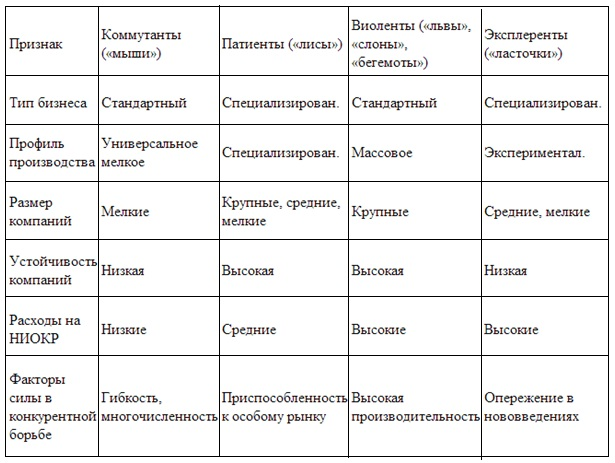 Признак
Коммутанты
(«мыши»)
Патиенты («лисы»)
Виоленты («львы»,
«слоны»,
«бегемоты»)
Эксплеренты
(«ласточки»)
Тип бизнеса
Стандартный
Специализирован.
Стандартный
Специализирован.
Профиль
производства
Универсальное
мелкое
Специализирован.
Массовое
Экспериментал.
Размер
компаний
Мелкие
Крупные, средние,
мелкие
Крупные
Средние, мелкие
Устойчивость
компаний
Низкая
Высокая
Высокая
Низкая
Расходы на
НИОКР
Низкие
Средние
Высокие
Высокие
Факторы
силы в
конкурентной
борьбе
Гибкость,
многочисленность
Приспособленность
к особому рынку
Высокая
производительность
Опережение в
нововведениях